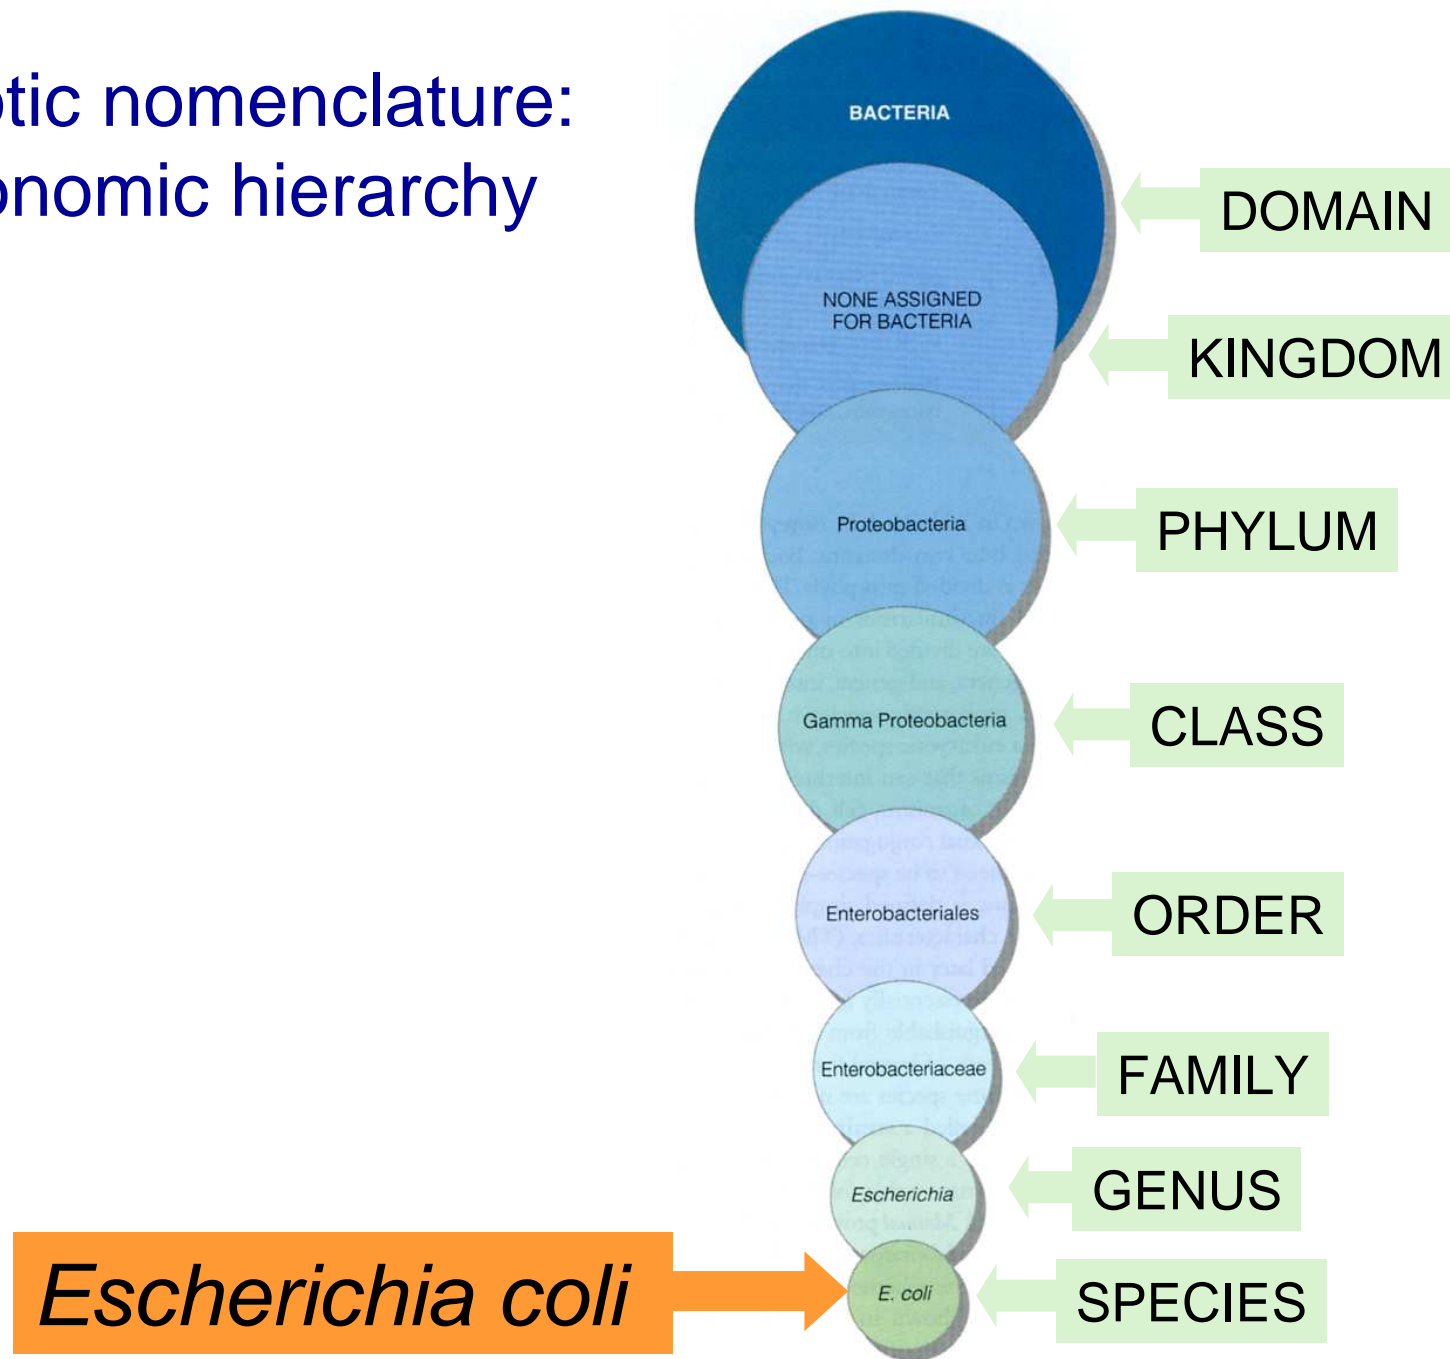 otic nomenclature:
onomic hierarchy
BACTERIA
DOMAIN
NONE ASSIGNED
FOR BACTERIA
KINGDOM
Proteobacteria
PHYLUM
Gamma Proteobacteria
CLASS
Enterobacteriales
ORDER
Enterobacteriaceae
FAMILY
Escherichia
GENUS
Escherichia coli
E. coli
SPECIES